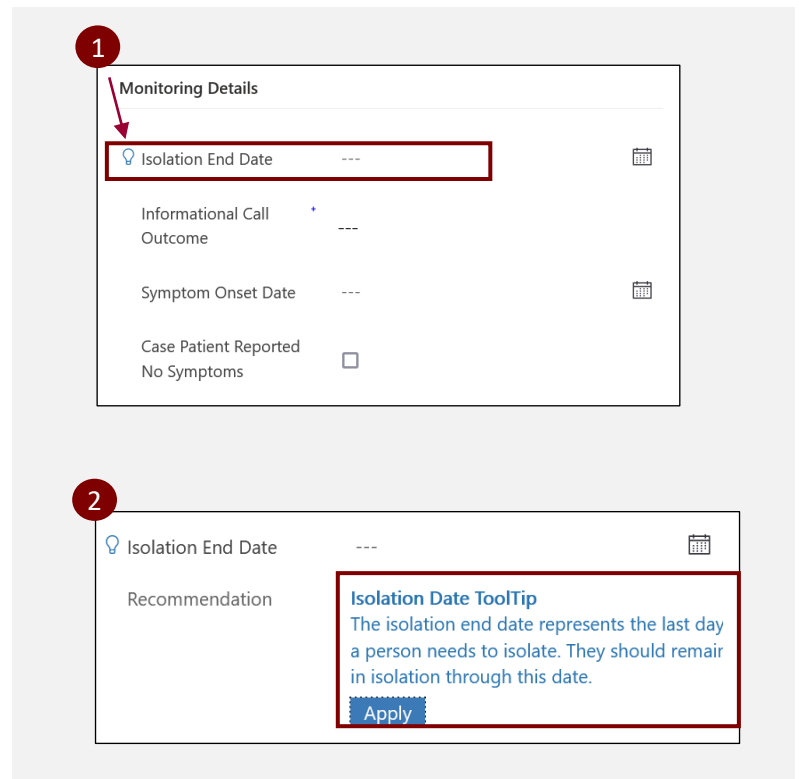 1
Monitoring Details
Isolation End Date ---
Informational Call
Outcome
+ ---
Symptom Onset Date ---
Case Patient Reported
No Symptoms
2
Isolation End Date ---
Recommendation
Isolation Date ToolTip
The isolation end date represents the last day
a person needs to isolate. They should remain
in isolation through this date.
Apply